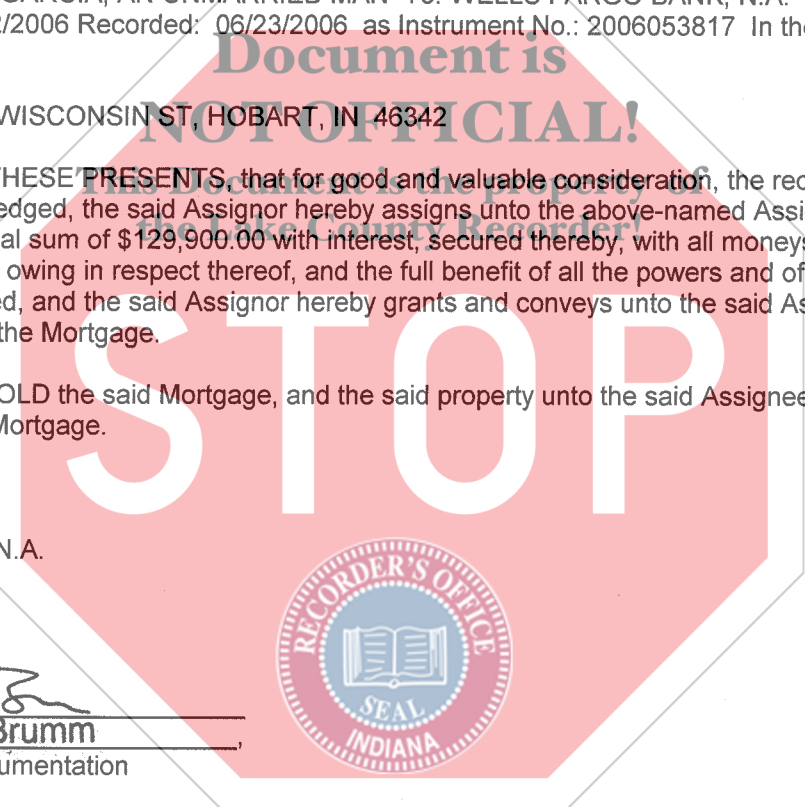 GARCIA, AN UNMARRIED MAN To: WELLS FARGO BANK, N.A.
2/2006 Recorded: 06/23/2006 as Instrument No.: 2006053817 In the
Document is
NOT OFFICIAL!
This Document is the property of
the Lake County Recorder!
WISCONSIN ST, HOBART, IN 46342
THESE PRESENTS, that for good and valuable consideration, the rec
edged, the said Assignor hereby assigns unto the above-named Assi
al sum of $129,900.00 with interest, secured thereby, with all moneys
owing in respect thereof, and the full benefit of all the powers and of
ed, and the said Assignor hereby grants and conveys unto the said As
the Mortgage.
OLD the said Mortgage, and the said property unto the said Assignee
Mortgage.
STOP
N.A.
RECORDER'S OFFICE
SEAL
INDIANA
Brumm
umentation